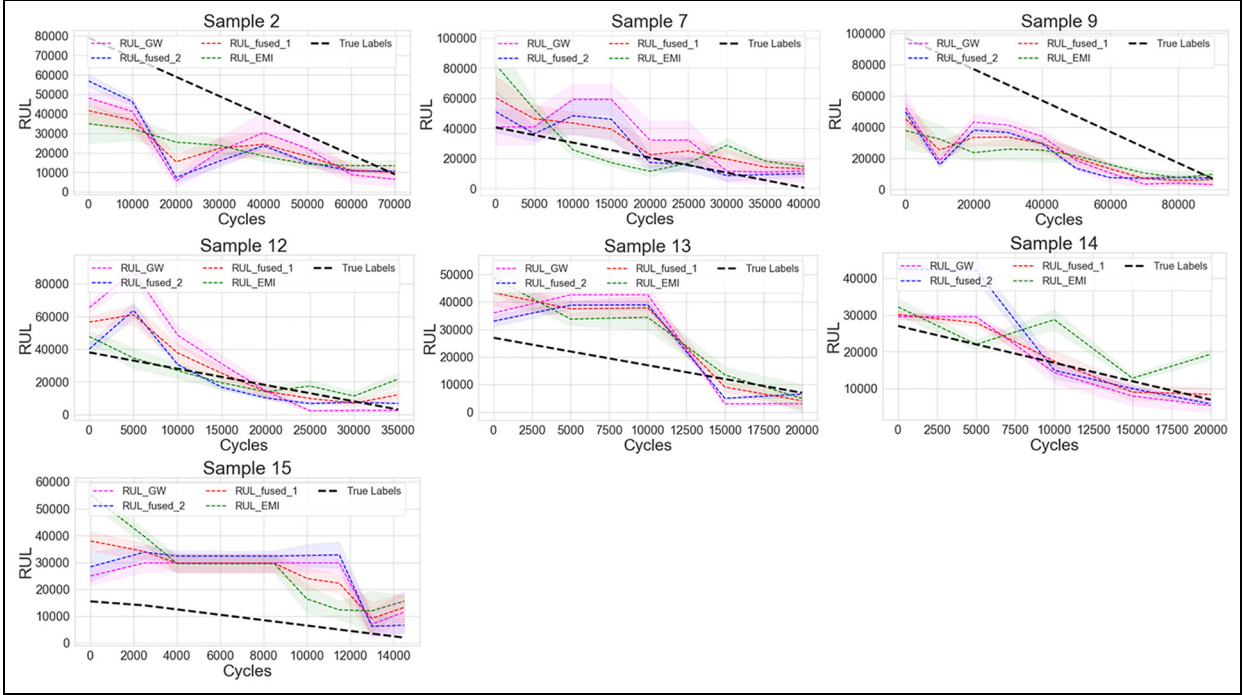 Sample 2
RUL_GW RUL_fused_1 True Labels
RUL_fused_2 RUL_EMI
80000
70000
60000
50000
40000
30000
20000
10000
0
RUL
0 10000 20000 30000 40000 50000 60000 70000
Cycles
Sample 7
RUL_GW RUL_fused_1 True Labels
RUL_fused_2 RUL_EMI
100000
80000
60000
40000
20000
0
RUL
0 5000 10000 15000 20000 25000 30000 35000 40000
Cycles
Sample 9
RUL_GW RUL_fused_1 True Labels
RUL_fused_2 RUL_EMI
100000
80000
60000
40000
20000
0
RUL
0 20000 40000 60000 80000
Cycles
Sample 12
RUL_GW RUL_fused_1 True Labels
RUL_fused_2 RUL_EMI
80000
60000
40000
20000
0
RUL
0 5000 10000 15000 20000 25000 30000 35000
Cycles
Sample 13
RUL_GW RUL_fused_1 True Labels
RUL_fused_2 RUL_EMI
50000
40000
30000
20000
10000
0
RUL
0 2500 5000 7500 10000 12500 15000 17500 20000
Cycles
Sample 14
RUL_GW RUL_fused_1 True Labels
RUL_fused_2 RUL_EMI
40000
30000
20000
10000
RUL
0 2500 5000 7500 10000 12500 15000 17500 20000
Cycles
Sample 15
RUL_GW RUL_fused_1 True Labels
RUL_fused_2 RUL_EMI
60000
50000
40000
30000
20000
10000
0
RUL
0 2000 4000 6000 8000 10000 12000 14000
Cycles